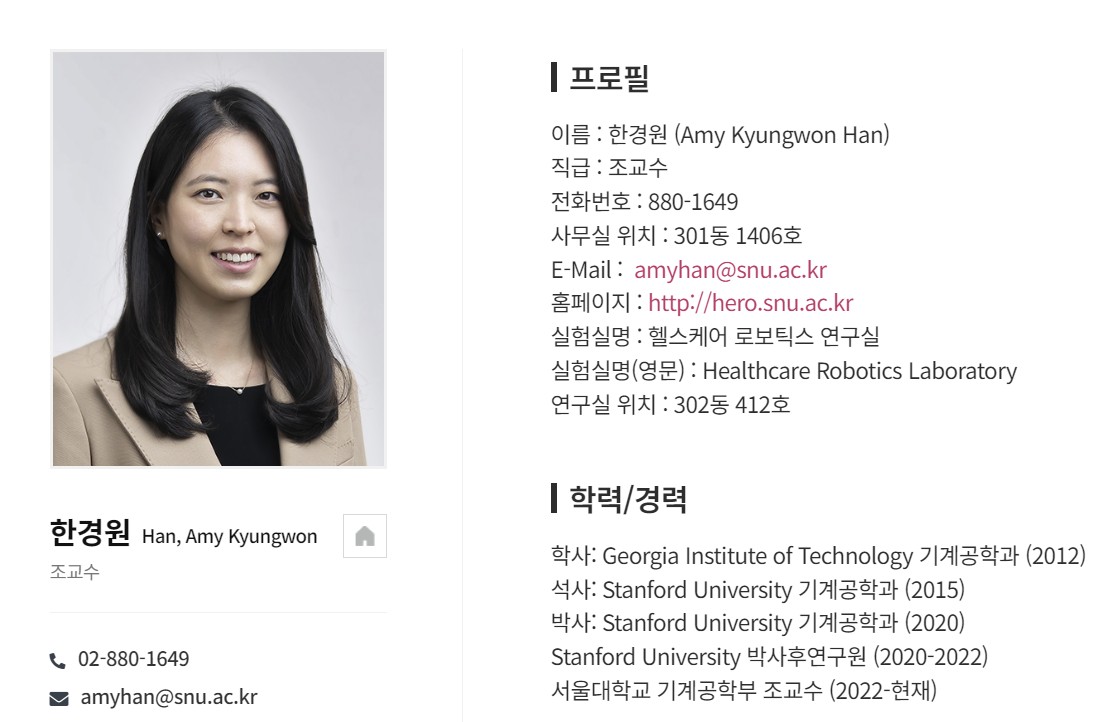 프로필
이름 : 한경원 (Amy Kyungwon Han)
직급 : 조교수
전화번호 : 880-1649
사무실 위치 : 301동 1406호
E-Mail : amyhan@snu.ac.kr
홈페이지 : http://hero.snu.ac.kr
실험실명 : 헬스케어 로보틱스 연구실
실험실명(영문) : Healthcare Robotics Laboratory
연구실 위치 : 302동 412호
학력/경력
학사: Georgia Institute of Technology 기계공학과 (2012)
석사: Stanford University 기계공학과 (2015)
박사: Stanford University 기계공학과 (2020)
Stanford University 박사후연구원 (2020-2022)
서울대학교 기계공학부 조교수 (2022-현재)
한경원 Han, Amy Kyungwon
조교수
02-880-1649
amyhan@snu.ac.kr